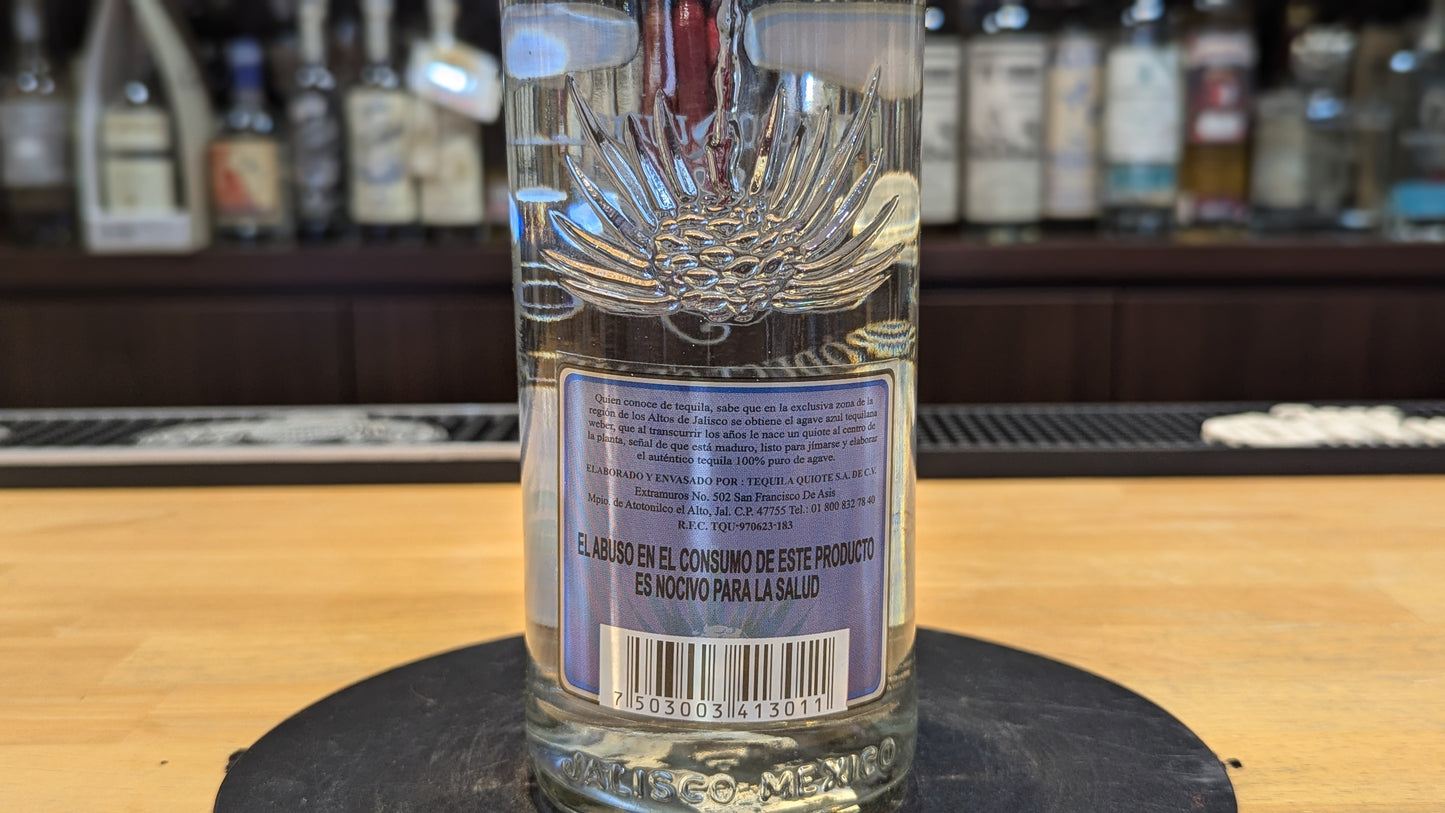 Quien conoce de tequila, sabe que en la exclusiva zona de la
región de los Altos de Jalisco se obtiene el agave azul tequilana
weber, que al transcurrir los años le nace un quiote al centro de
la planta, señal de que está maduro, listo para jimarse y elaborar
el auténtico tequila 100% puro de agave.
ELABORADO Y ENVASADO POR : TEQUILA QUIOTE S.A. DE C.V.
Extramuros No. 502 San Francisco De Asis
Mpio. de Atotonilco el Alto, Jal. C.P. 47755 Tel.: 01 800 832 78 40
R.F.C. TQU-970623-183
EL ABUSO EN EL CONSUMO DE ESTE PRODUCTO
ES NOCIVO PARA LA SALUD
7 503003 413011
JALISCO-MEXICO